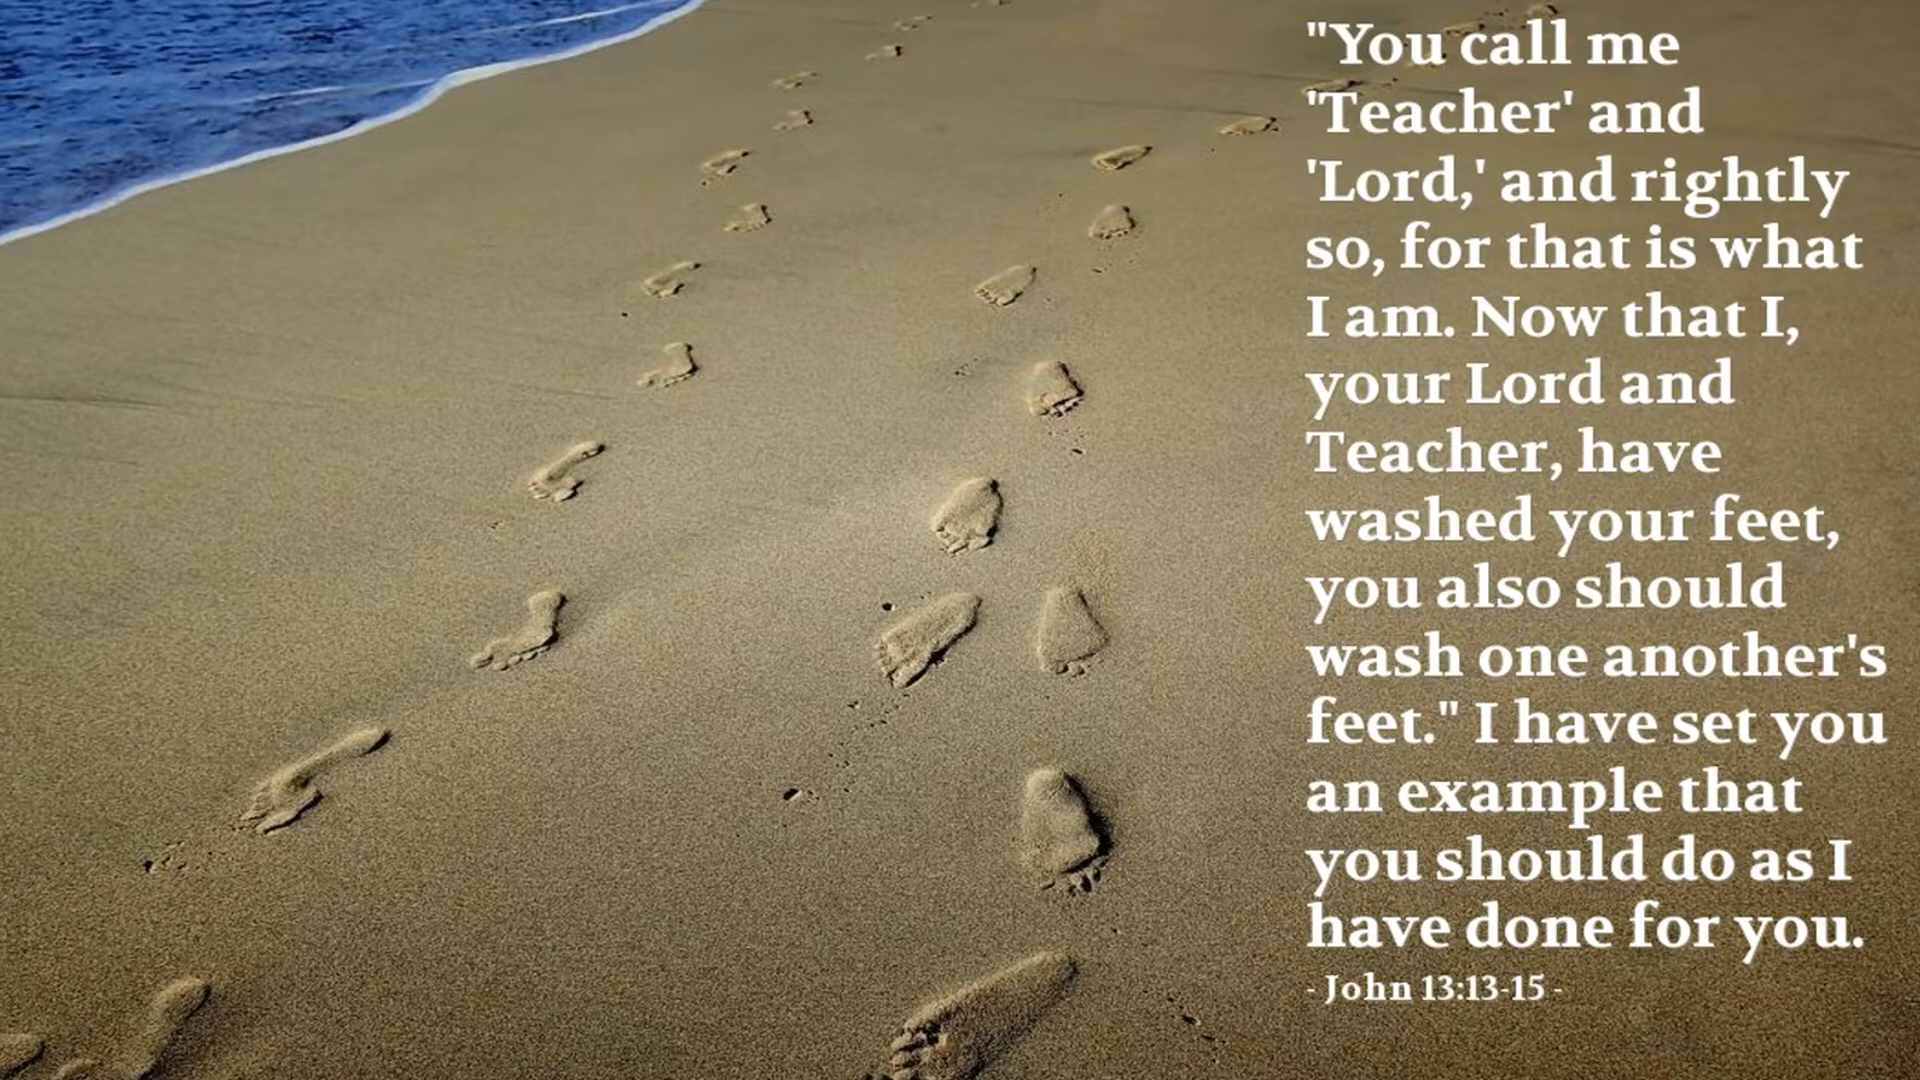 "You call me
'Teacher' and
'Lord,' and rightly
so, for that is what
I am. Now that I,
your Lord and
Teacher, have
washed your feet,
you also should
wash one another's
feet." I have set you
an example that
you should do as I
have done for you.
- John 13:13-15 -